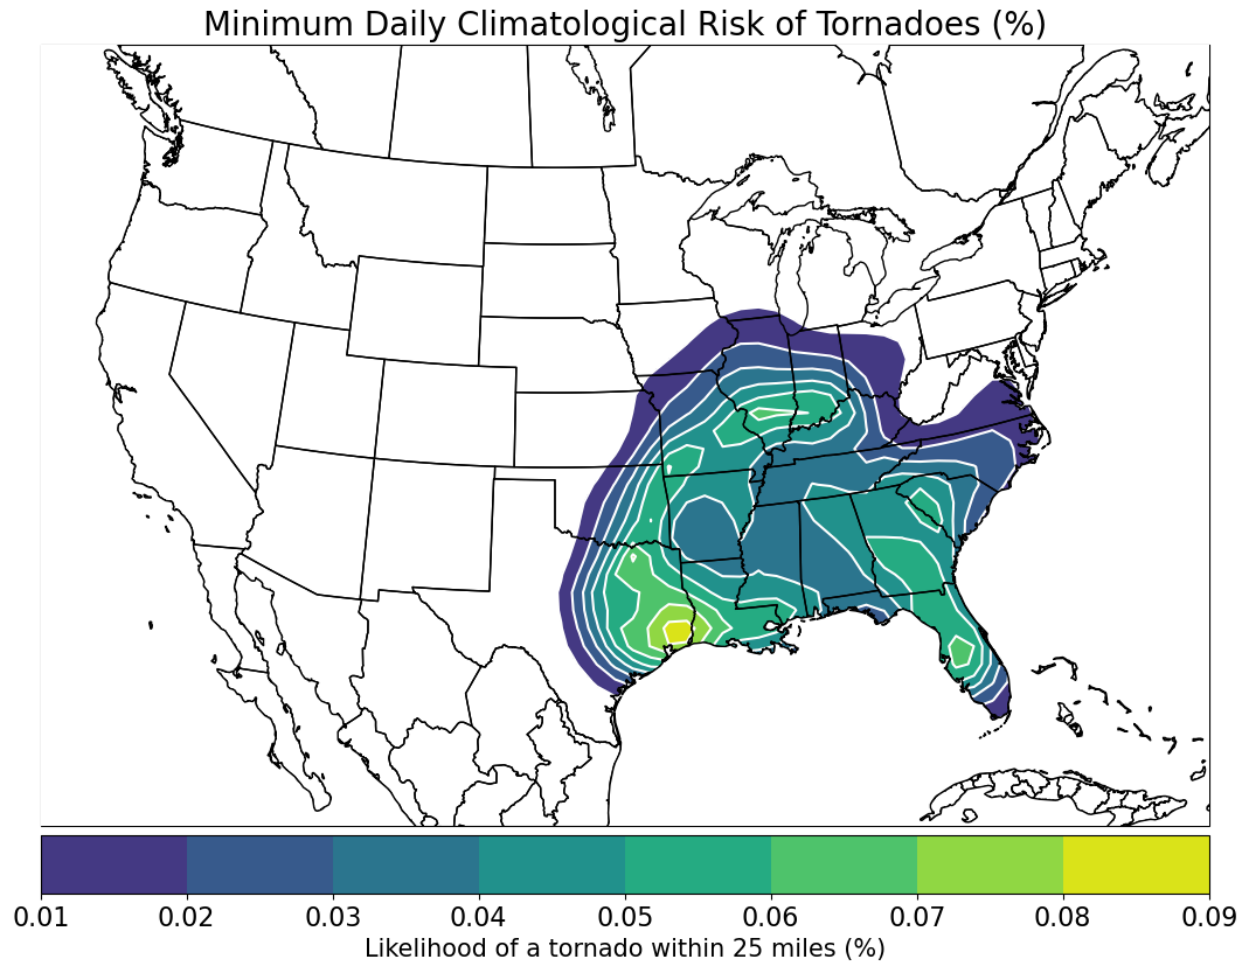 Minimum Daily Climatological Risk of Tornadoes (%)
0.01 0.02 0.03 0.04 0.05 0.06 0.07 0.08 0.09
Likelihood of a tornado within 25 miles (%)